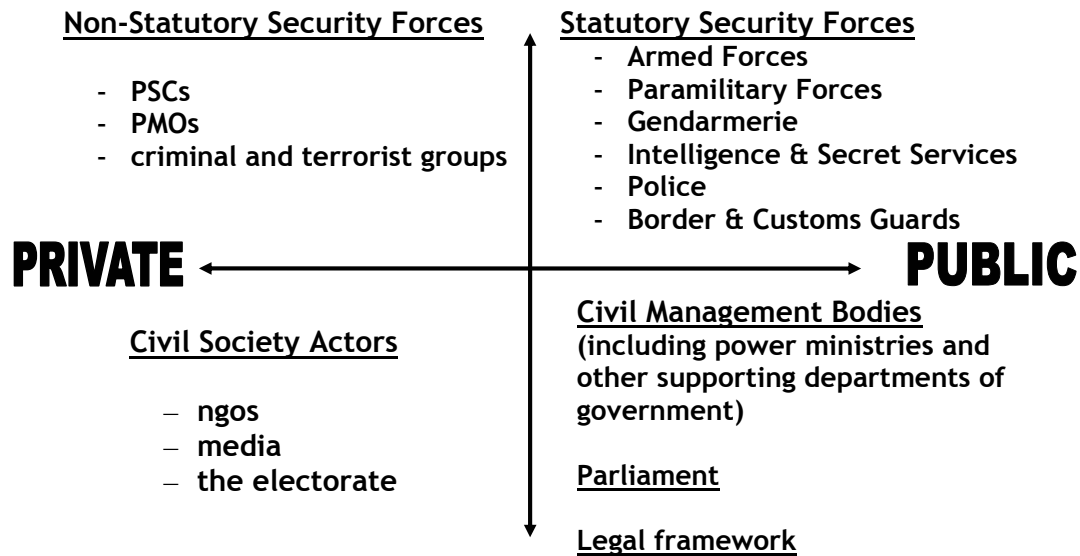 Non-Statutory Security Forces
- PSCs
- PMOs
- criminal and terrorist groups
Statutory Security Forces
- Armed Forces
- Paramilitary Forces
- Gendarmerie
- Intelligence & Secret Services
- Police
- Border & Customs Guards
PRIVATE
PUBLIC
Civil Society Actors
– ngos
– media
– the electorate
Civil Management Bodies
(including power ministries and
other supporting departments of
government)
Parliament
Legal framework